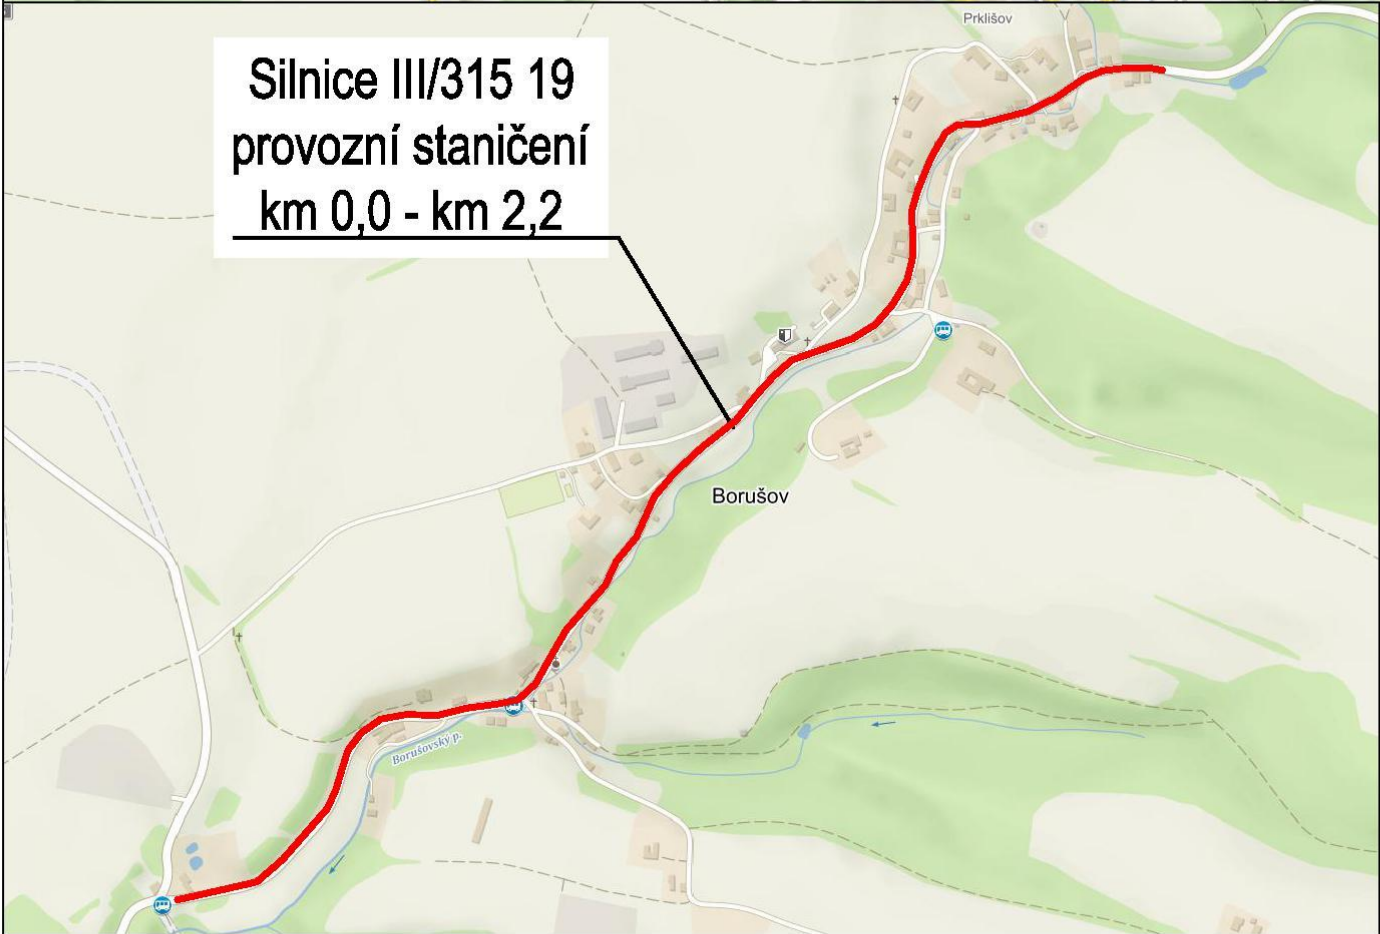 Prklišov
Silnice III/315 19
provozní staničení
km 0,0 - km 2,2
Borušov
Borušovský p.